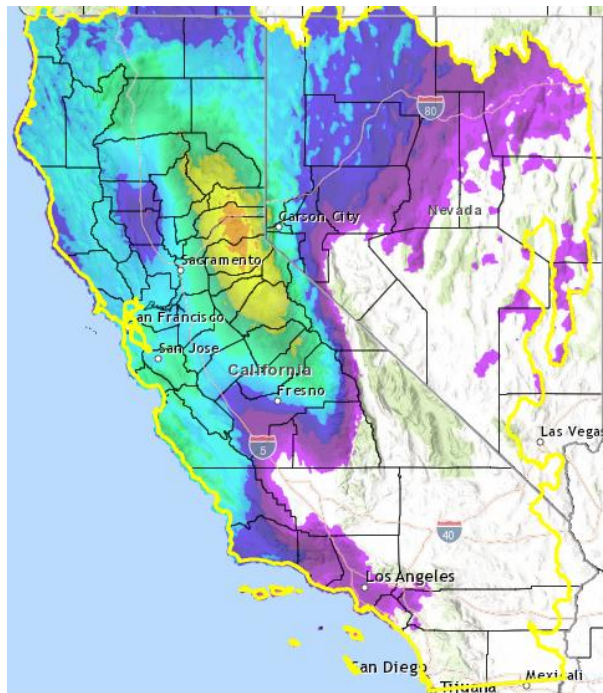 80
Nevada
Carson City
Sacramento
an Francisco
San Jose
California
Fresno
5
Las Vegas
40
Los Angeles
San Diego
Tijuana
Mexicali